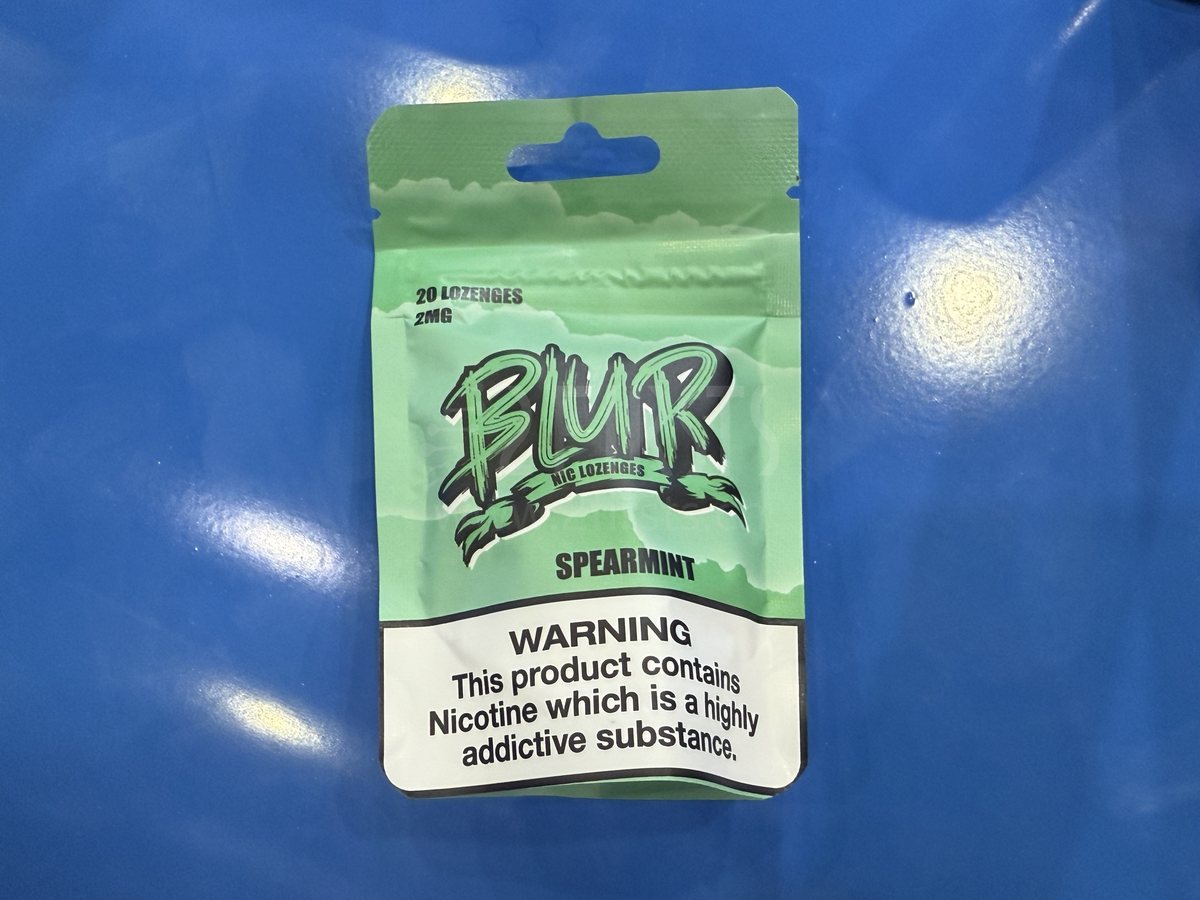 20 LOZENGES
2MG
BLUR
NIC LOZENGES
SPEARMINT
WARNING
This product contains
Nicotine which is a highly
addictive substance.